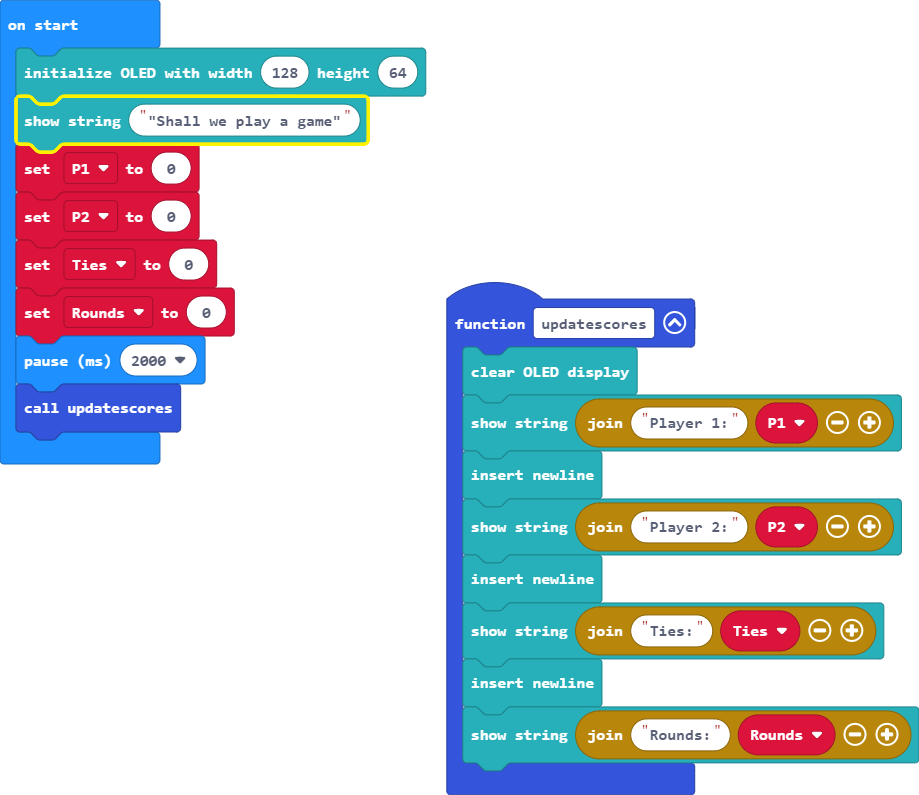 on start
initialize OLED with width 128 height 64
show string ""Shall we play a game""
set P1 to 0
set P2 to 0
set Ties to 0
set Rounds to 0
pause (ms) 2000
call updatescores
function updatescores
clear OLED display
show string join "Player 1:" P1
insert newline
show string join "Player 2:" P2
insert newline
show string join "Ties:" Ties
insert newline
show string join "Rounds:" Rounds